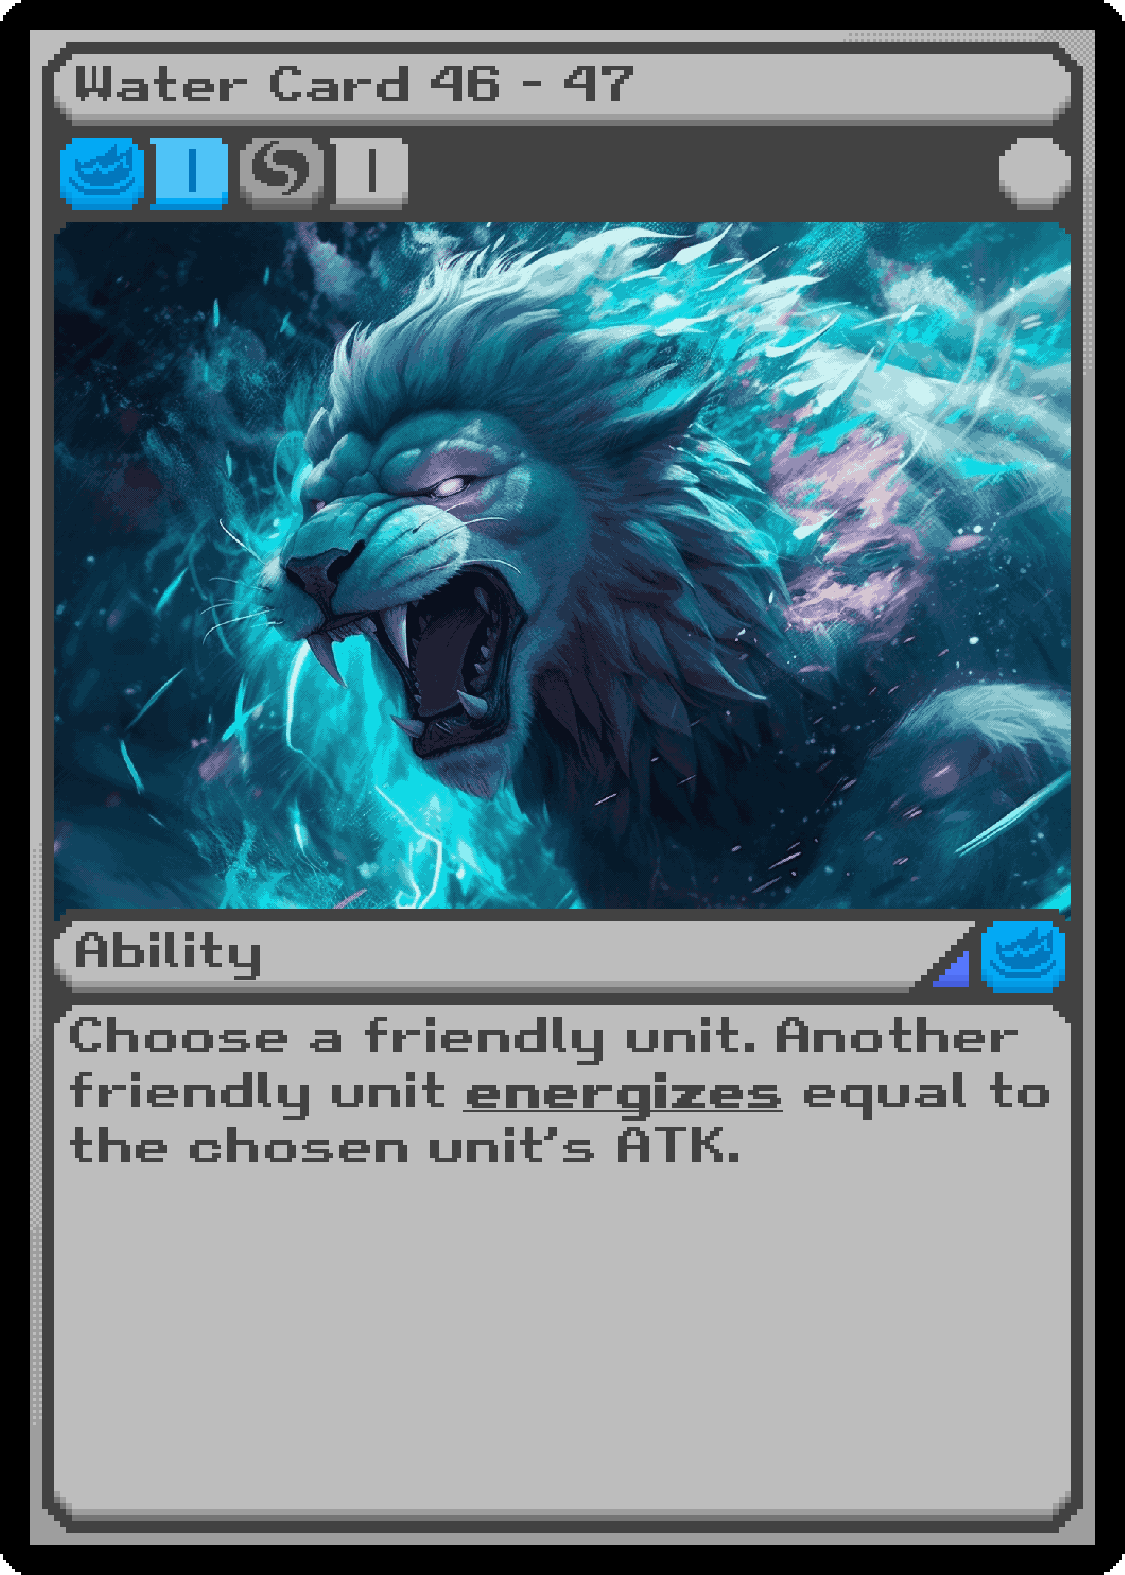 Water Card 46 - 47
1 1
Ability
Choose a friendly unit. Another
friendly unit energizes equal to
the chosen unit's ATK.